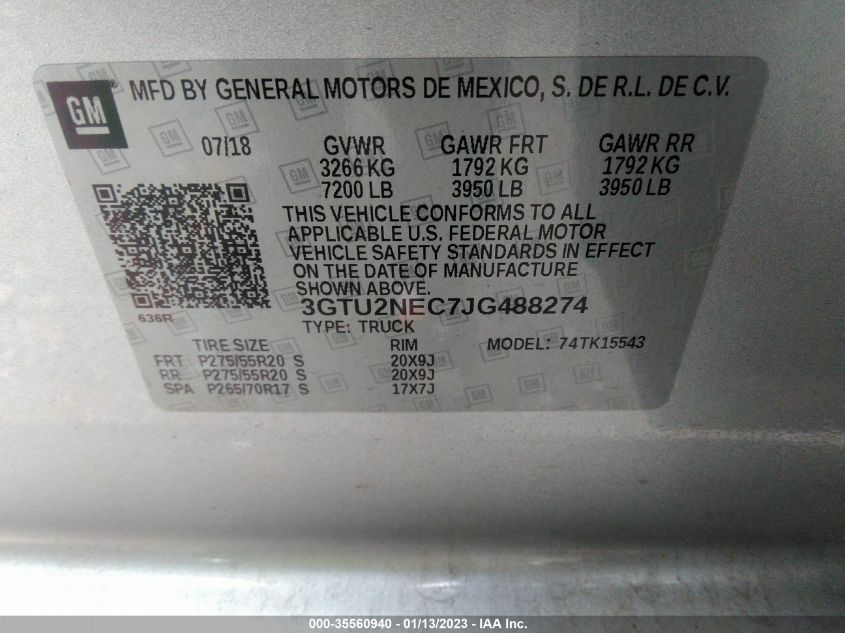 GM MFD BY GENERAL MOTORS DE MEXICO, S. DE R.L. DE C.V.
07/18 GVWR GAWR FRT GAWR RR
3266 KG 1792 KG 1792 KG
7200 LB 3950 LB 3950 LB
THIS VEHICLE CONFORMS TO ALL
APPLICABLE U.S. FEDERAL MOTOR
VEHICLE SAFETY STANDARDS IN EFFECT
ON THE DATE OF MANUFACTURE
SHOWN ABOVE.
3GTU2NEC7JG488274
636R TYPE: TRUCK
TIRE SIZE RIM MODEL: 74TK15543
FRT P275/55R20 S 20X9J
RR P275/55R20 S 20X9J
SPA P265/70R17 S 17X7J
000-35560940 - 01/13/2023 - IAA Inc.